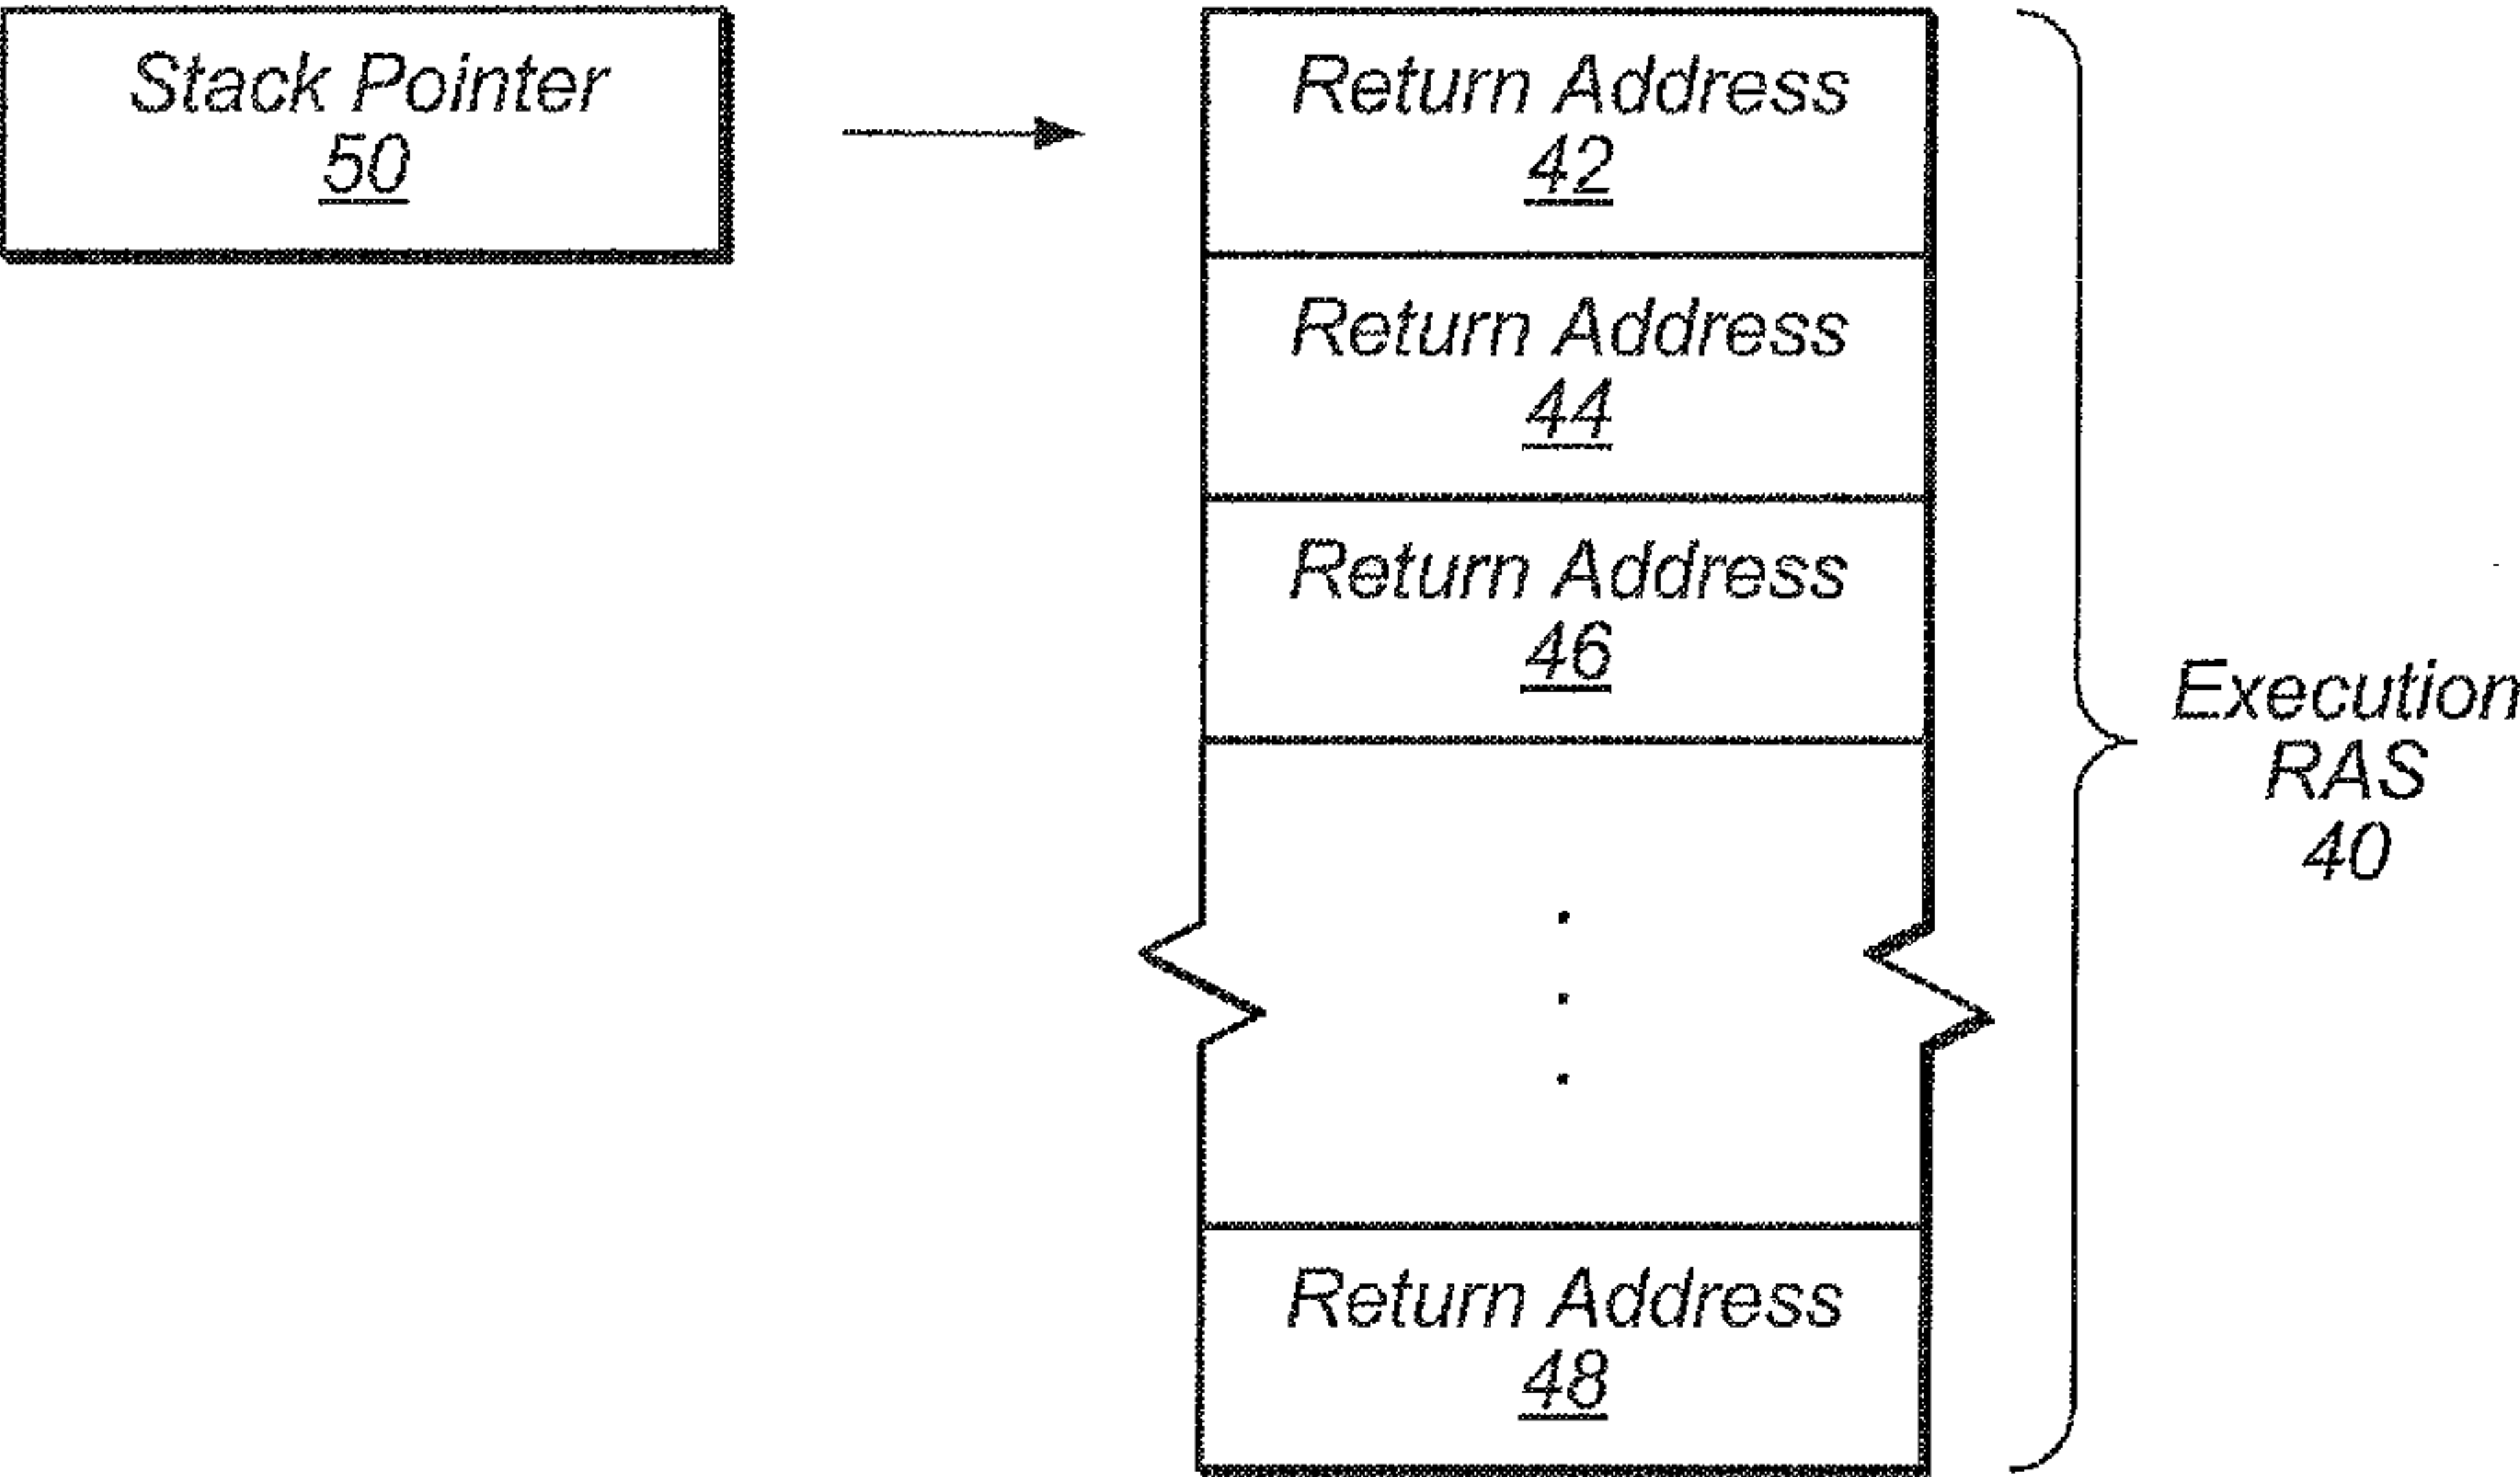 Stack Pointer
50
Return Address
42
Return Address
44
Return Address
46
Execution
RAS
40
Return Address
48